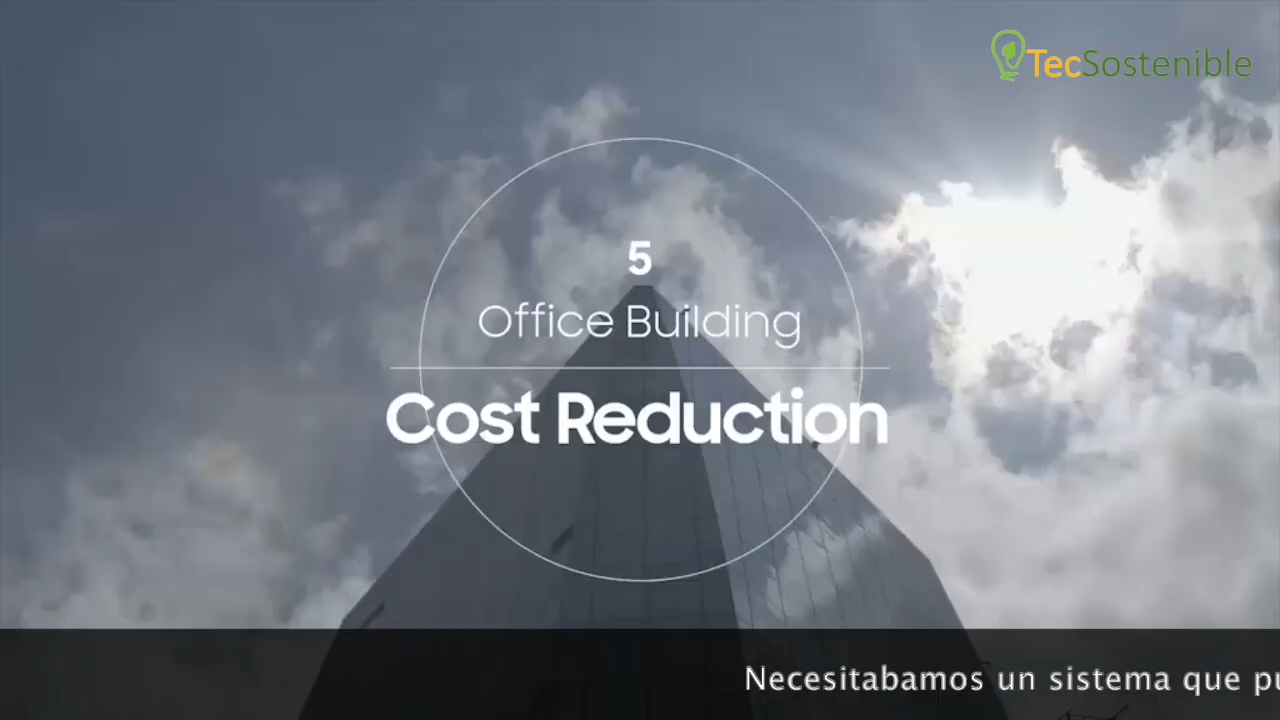 TecSostenible
5
Office Building
Cost Reduction
Necesitabamos un sistema que